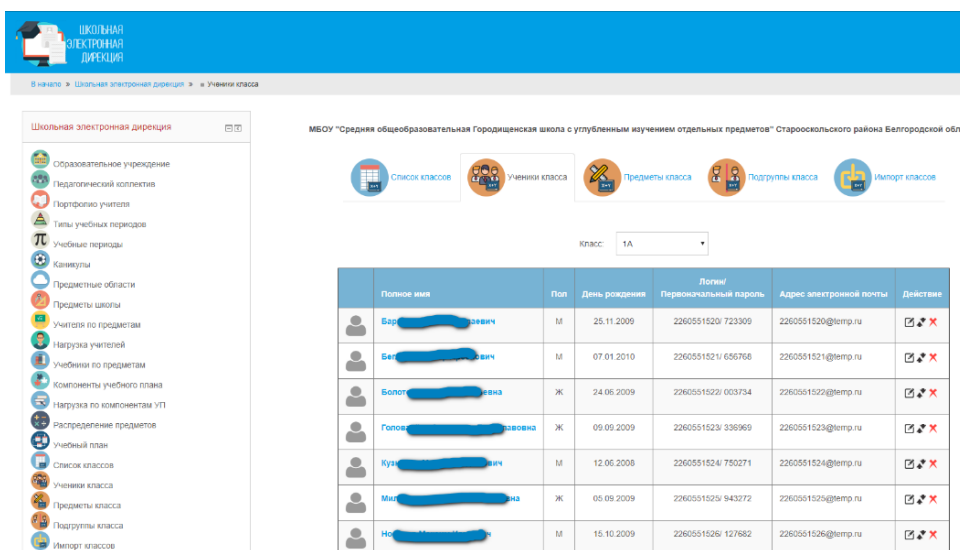 ШКОЛЬНАЯ
ЭЛЕКТРОННАЯ
ДИРЕКЦИЯ
В начало » Школьная электронная дирекция » Ученики класса
Школьная электронная дирекция
МБОУ "Средняя общеобразовательная Городищенская школа с углубленным изучением отдельных предметов" Старооскольского района Белгородской обл
Образовательное учреждение
Педагогический коллектив
Портфолио учителя
Типы учебных периодов
Учебные периоды
Каникулы
Предметные области
Предметы школы
Учителя по предметам
Нагрузка учителей
Учебники по предметам
Компоненты учебного плана
Нагрузка по компонентам УП
Распределение предметов
Учебный план
Список классов
Ученики класса
Предметы класса
Подгруппы класса
Импорт классов
Список классов Ученики класса Предметы класса Подгруппы класса Импорт классов
Класс: 1А
Полное имя Пол День рождения Логин/ Первоначальный пароль Адрес электронной почты Действие
М 25.11.2009 2260551520/ 723309 2260551520@temp.ru
М 07.01.2010 2260551521/ 656768 2260551521@temp.ru
Ж 24.06.2009 2260551522/ 003734 2260551522@temp.ru
Ж 09.09.2009 2260551523/ 336969 2260551523@temp.ru
М 12.06.2008 2260551524/ 750271 2260551524@temp.ru
Ж 05.09.2009 2260551525/ 943272 2260551525@temp.ru
М 15.10.2009 2260551526/ 127682 2260551526@temp.ru